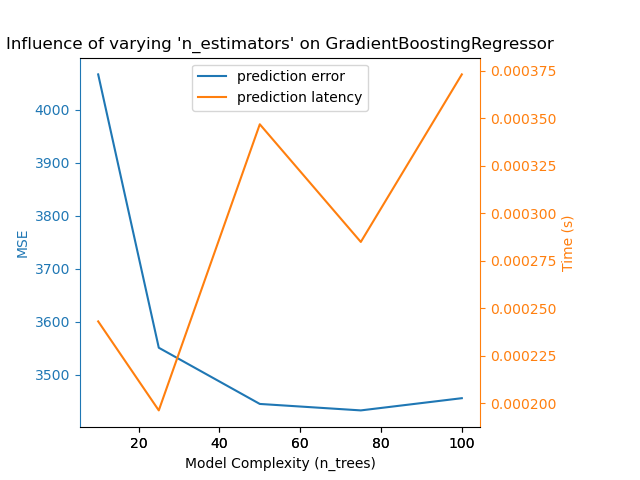 Influence of varying 'n_estimators' on GradientBoostingRegressor
prediction error
prediction latency
4000
3900
3800
3700
3600
3500
MSE
0.000375
0.000350
0.000325
0.000300
0.000275
0.000250
0.000225
0.000200
Time (s)
20 40 60 80 100
Model Complexity (n_trees)